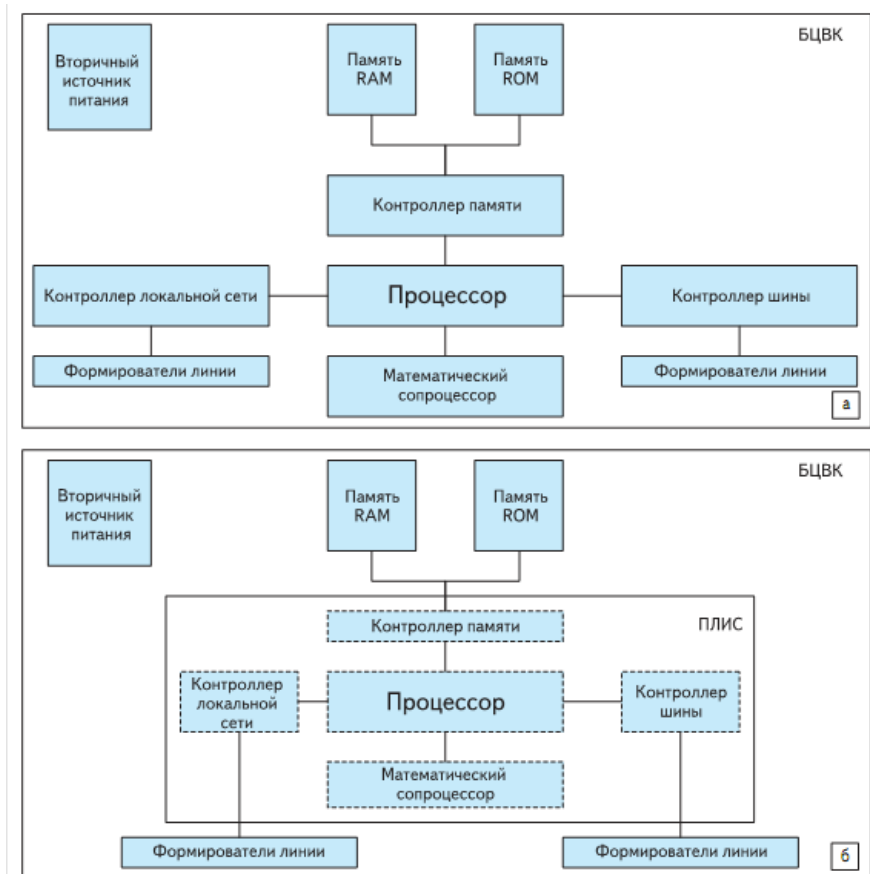 БЦВК
Вторичный
источник
питания
Память
RAM
Память
ROM
Контроллер памяти
Контроллер локальной сети
Процессор
Контроллер шины
Формирователи линии
Математический
сопроцессор
Формирователи линии
а
БЦВК
Вторичный
источник
питания
Память
RAM
Память
ROM
Контроллер памяти
ПЛИС
Контроллер
локальной
сети
Процессор
Контроллер
шины
Математический
сопроцессор
Формирователи линии
Формирователи линии
б